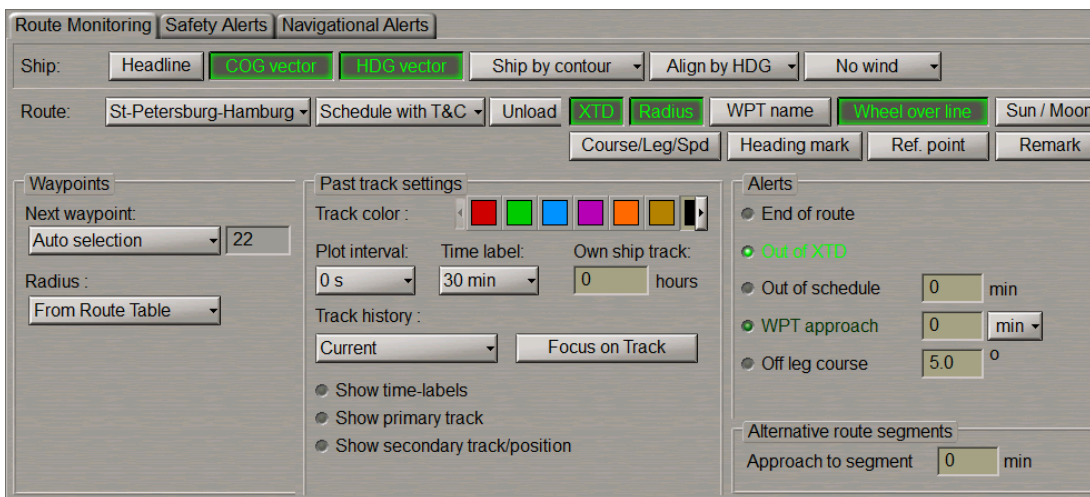 Route Monitoring Safety Alerts Navigational Alerts
Ship: Headline COG vector HDG vector Ship by contour Align by HDG No wind
Route: St-Petersburg-Hamburg Schedule with T&C Unload XTD Radius WPT name Wheel over line Sun / Moon
Course/Leg/Spd Heading mark Ref. point Remark
Waypoints
Next waypoint:
Auto selection 22
Radius :
From Route Table
Past track settings
Track color :
Plot interval: Time label: Own ship track:
0 s 30 min 0 hours
Track history :
Current Focus on Track
Show time-labels
Show primary track
Show secondary track/position
Alerts
End of route
Out of XTD
Out of schedule 0 min
WPT approach 0 min
Off leg course 5.0 o
Alternative route segments
Approach to segment 0 min